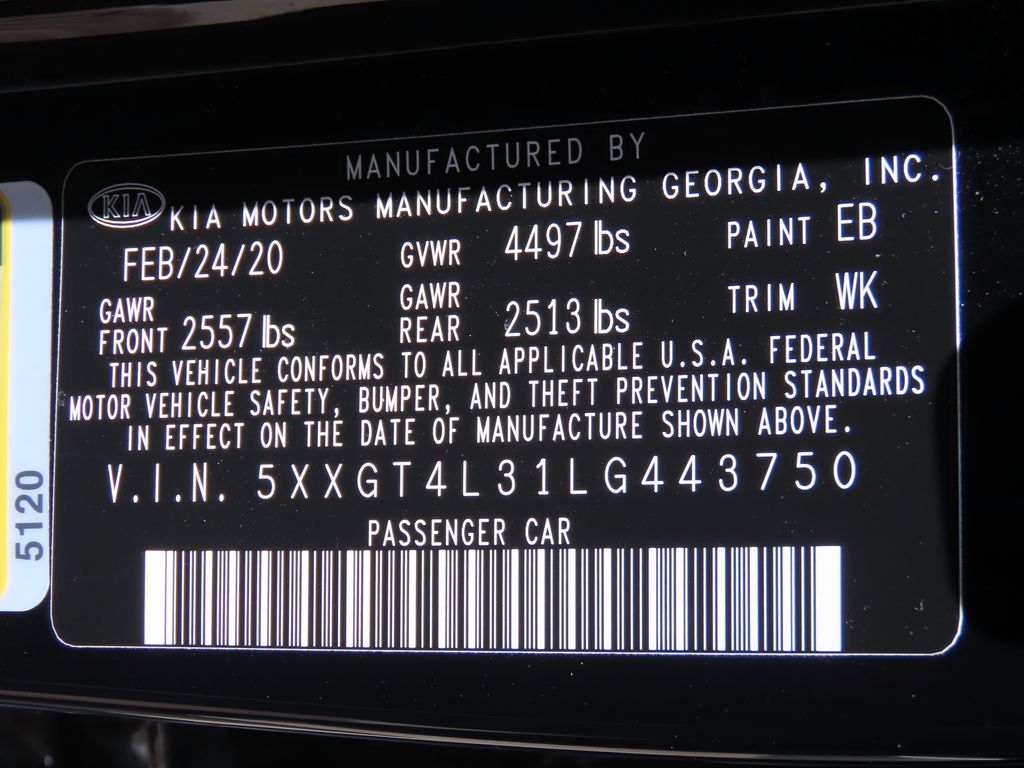 MANUFACTURED BY
KIA KIA MOTORS MANUFACTURING GEORGIA, INC.
FEB/24/20 GVWR 4497 lbs PAINT EB
GAWR FRONT 2557 lbs GAWR REAR 2513 lbs TRIM WK
THIS VEHICLE CONFORMS TO ALL APPLICABLE U.S.A. FEDERAL
MOTOR VEHICLE SAFETY, BUMPER, AND THEFT PREVENTION STANDARDS
IN EFFECT ON THE DATE OF MANUFACTURE SHOWN ABOVE.
V.I.N. 5XXGT4L31LG443750
PASSENGER CAR
5120